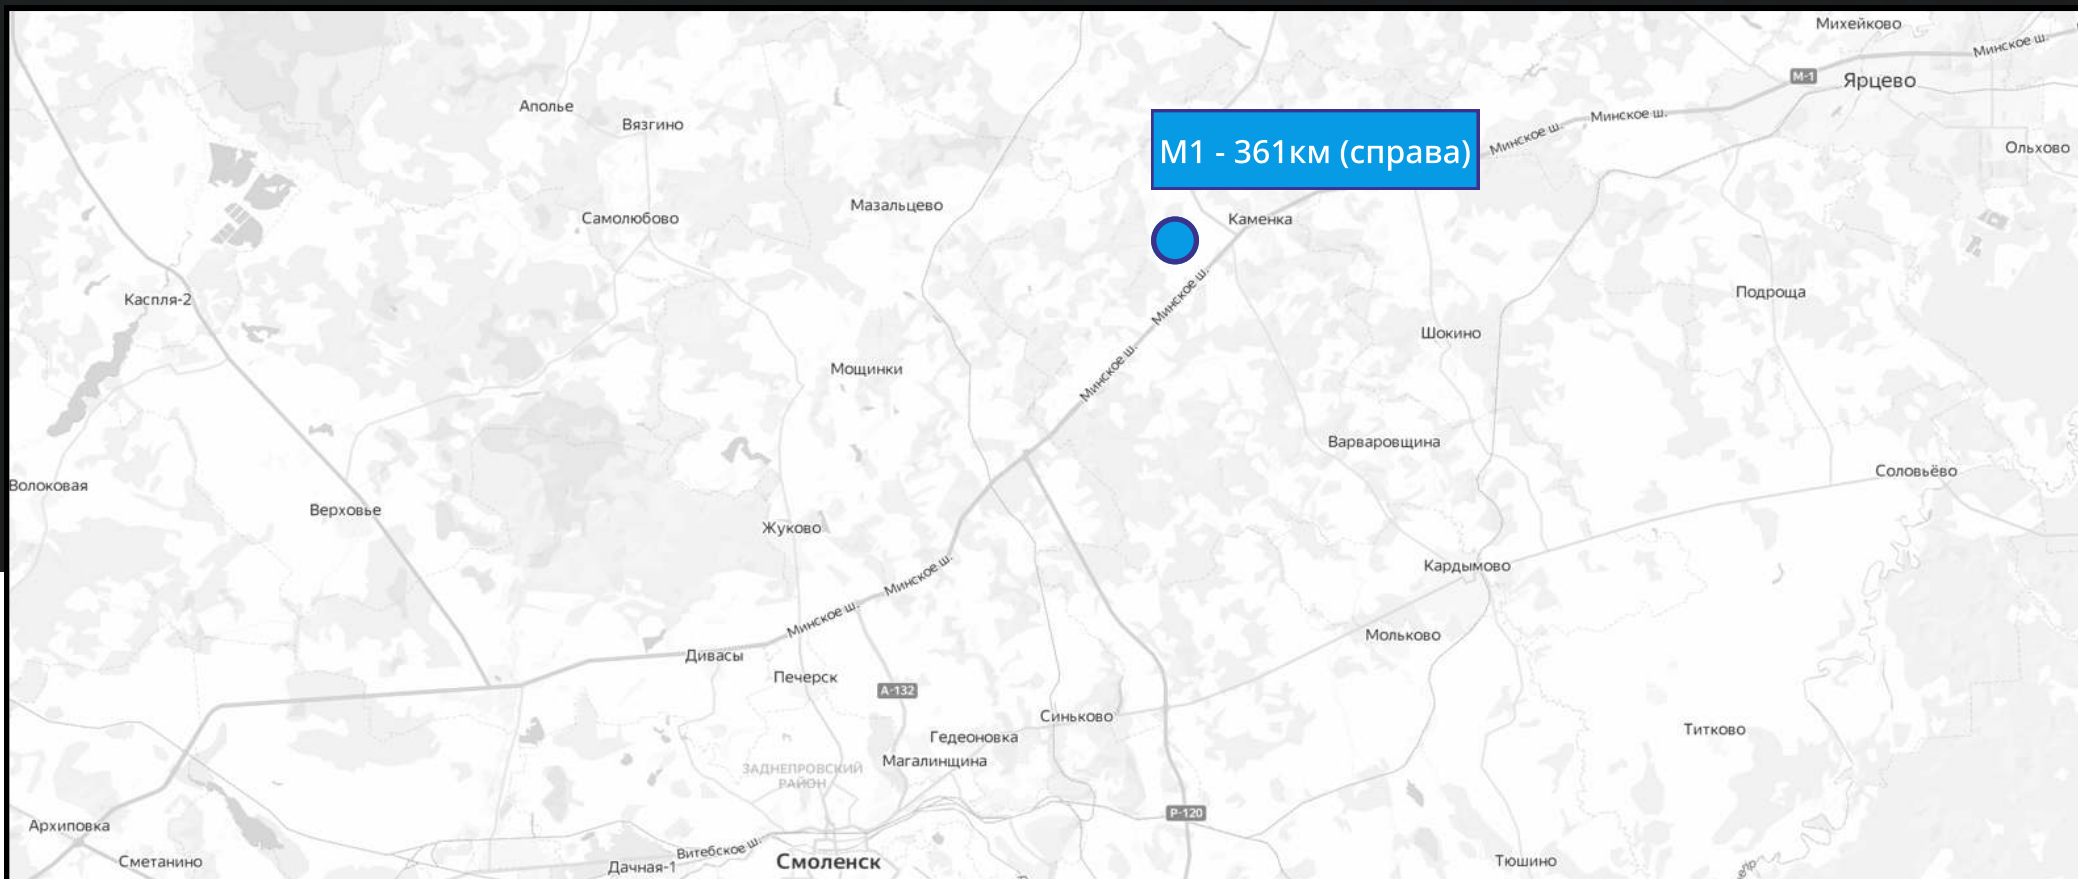 Михейково
Минское ш.
М-1
Ярцево
Аполье
Вязгино
Минское ш.
Минское ш.
М1 - 361км (справа)
Ольхово
Мазальцево
Самолюбово
Каменка
Каспля-2
Минское ш.
Подроща
Шокино
Мощинки
Минское ш.
Варваровщина
Соловьёво
Волоковая
Верховье
Жуково
Кардымово
Минское ш.
Минское ш.
Мольково
Дивасы
Печерск
А-132
Синьково
Титково
Гедеоновка
Магалинщина
ЗАДНЕПРОВСКИЙ
РАЙОН
Р-120
Архиповка
Витебское ш.
Сметанино
Дачная-1
Смоленск
Тюшино